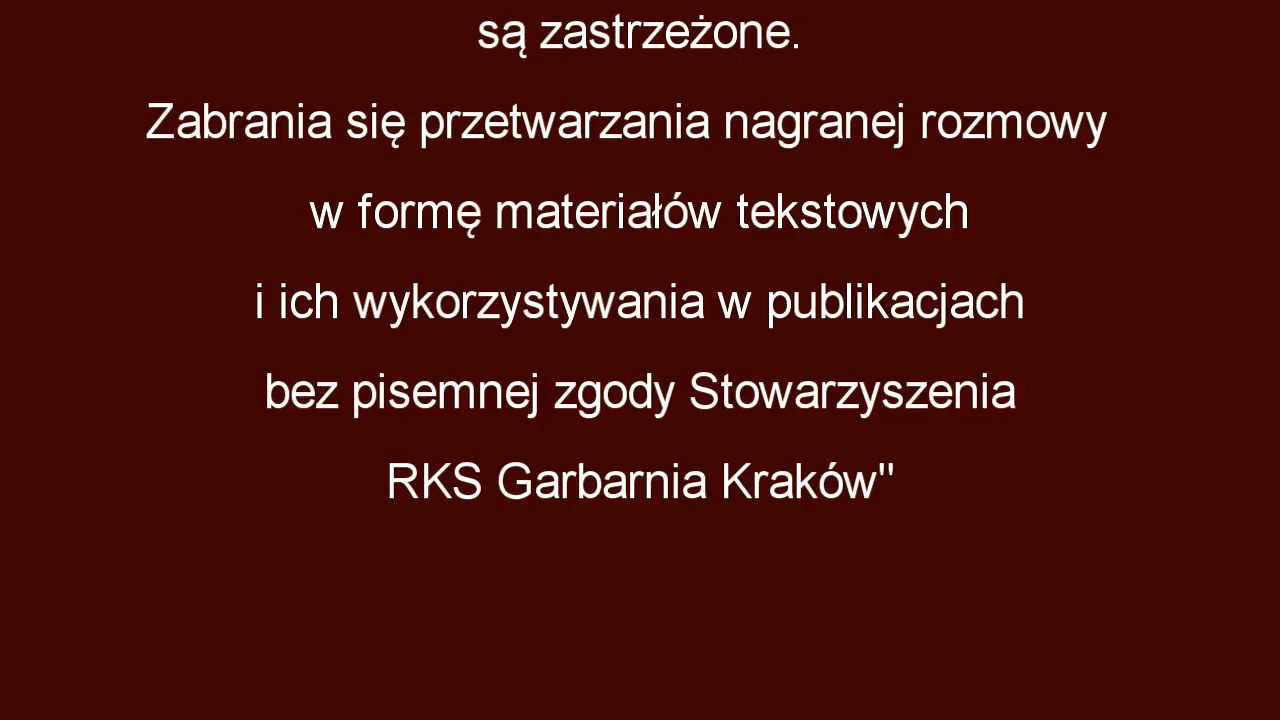 są zastrzeżone.
Zabrania się przetwarzania nagranej rozmowy
w formę materiałów tekstowych
i ich wykorzystywania w publikacjach
bez pisemnej zgody Stowarzyszenia
RKS Garbarnia Kraków"